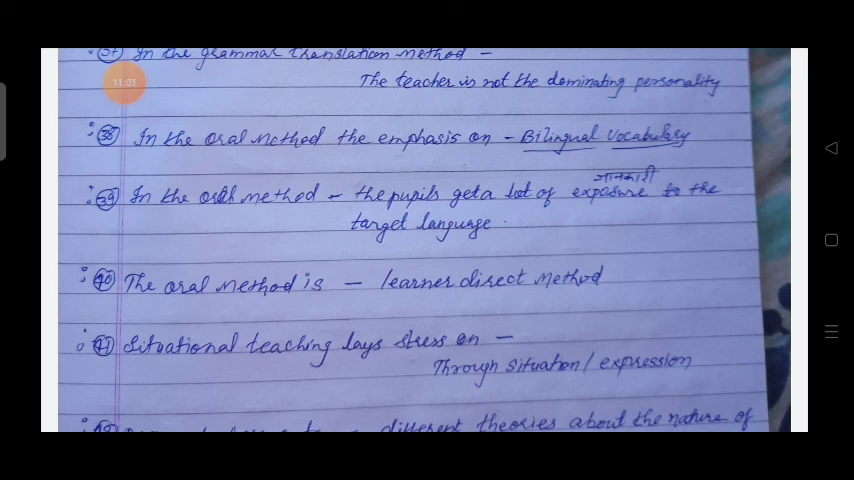 37 In the grammar translation method -
The teacher is not the dominating personality
11:01
38 In the oral method the emphasis on - Bilingual Vocabulary
जानकारी
39 In the oral method - the pupils get a lot of exposure to the
target language.
40 The oral method is - learner direct method
41 Situational teaching lays stress on -
Through situation / expression
different theories about the nature of